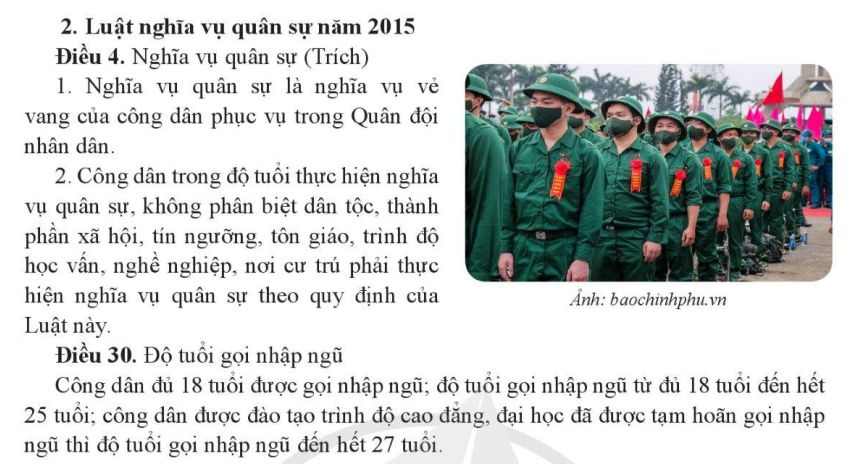 2. Luật nghĩa vụ quân sự năm 2015
Điều 4. Nghĩa vụ quân sự (Trích)
1. Nghĩa vụ quân sự là nghĩa vụ vẻ
vang của công dân phục vụ trong Quân đội
nhân dân.
2. Công dân trong độ tuổi thực hiện nghĩa
vụ quân sự, không phân biệt dân tộc, thành
phần xã hội, tín ngưỡng, tôn giáo, trình độ
học vấn, nghề nghiệp, nơi cư trú phải thực
hiện nghĩa vụ quân sự theo quy định của
Luật này.
Ảnh: baochinhphu.vn
Điều 30. Độ tuổi gọi nhập ngũ
Công dân đủ 18 tuổi được gọi nhập ngũ; độ tuổi gọi nhập ngũ từ đủ 18 tuổi đến hết
25 tuổi; công dân được đào tạo trình độ cao đẳng, đại học đã được tạm hoãn gọi nhập
ngũ thì độ tuổi gọi nhập ngũ đến hết 27 tuổi.